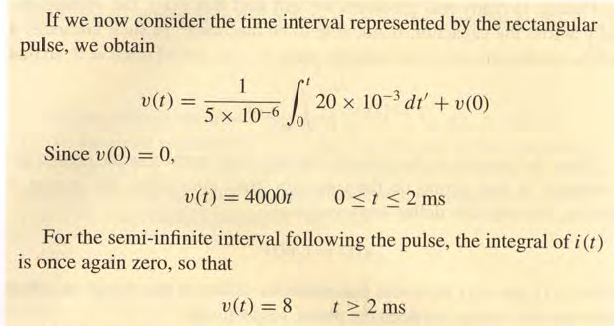 If we now consider the time interval represented by the rectangular
pulse, we obtain
v(t) = 1/(5 × 10⁻⁶) ∫₀ᵗ 20 × 10⁻³ dt′ + v(0)
Since v(0) = 0,
v(t) = 4000t 0 ≤ t ≤ 2 ms
For the semi-infinite interval following the pulse, the integral of i(t)
is once again zero, so that
v(t) = 8 t ≥ 2 ms